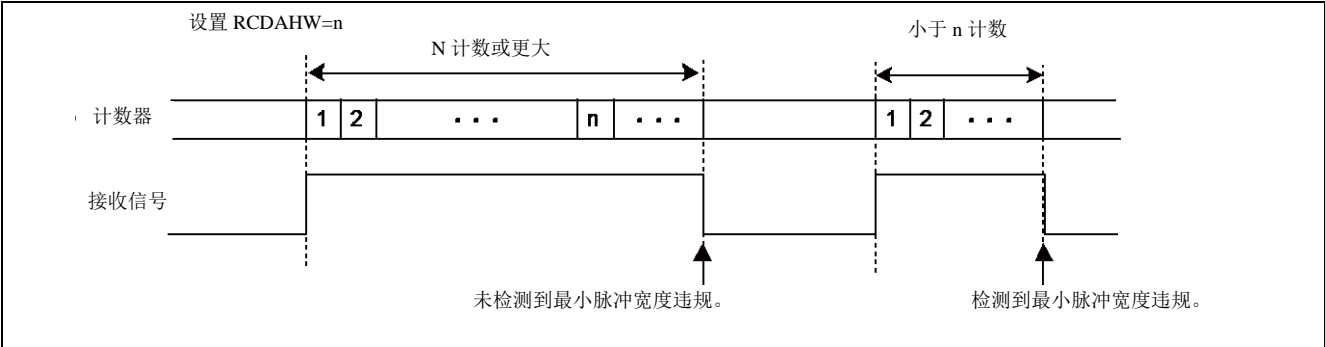 设置 RCDAHW=n
N 计数或更大
小于 n 计数
计数器 1 2 · · · n · · · 1 2 · · ·
接收信号
未检测到最小脉冲宽度违规。
检测到最小脉冲宽度违规。